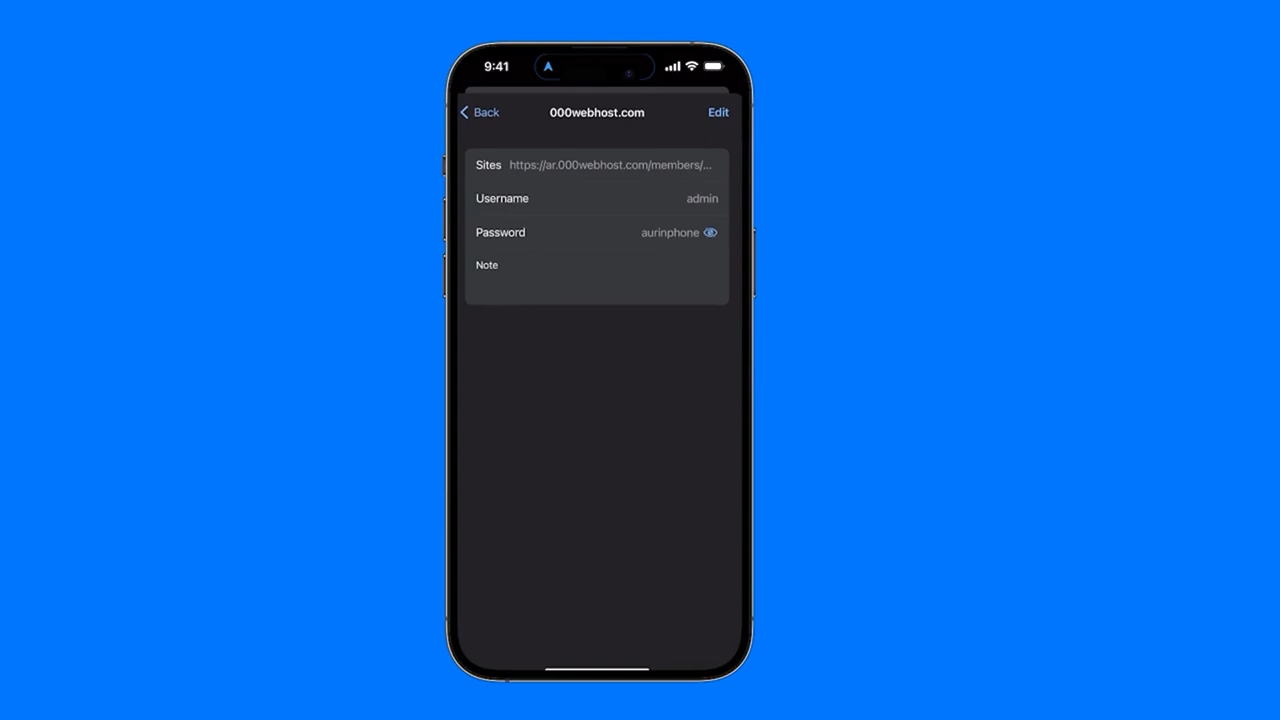 9:41
Back 000webhost.com Edit
Sites https://ar.000webhost.com/members/...
Username admin
Password aurinphone
Note